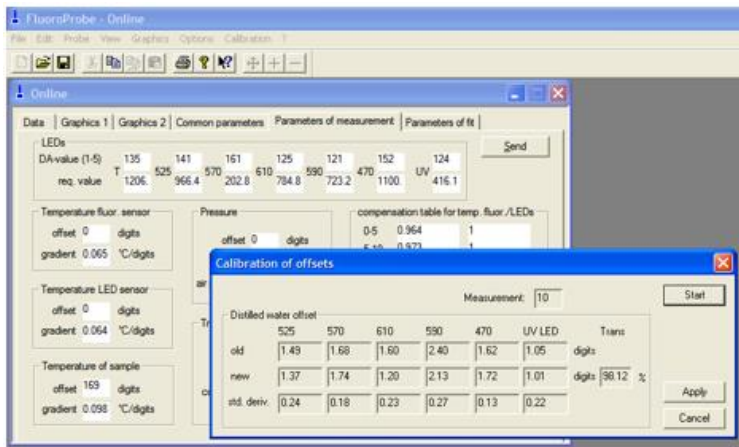 FluoroProbe - Online
File Edit Probe View Graphics Options Calibration ?
Online
Data Graphics 1 Graphics 2 Common parameters Parameters of measurement Parameters of fit
LEDs
Send
DA-value (1-5) 135 141 161 125 121 152 124
T 525 570 610 590 470 UV
req. value 1206. 966.4 202.8 784.8 723.2 1100. 416.1
Temperature fluor. sensor
offset 0 digits
gradient 0.065 °C/digits
Pressure
offset 0 digits
compensation table for temp. fluor./LEDs
0-5 0.964 1
5-10 0.973 1
Temperature LED sensor
offset 0 digits
gradient 0.064 °C/digits
Temperature of sample
offset 169 digits
gradient 0.098 °C/digits
Calibration of offsets
Measurement: 10
Start
Distilled water offset
525 570 610 590 470 UV LED Trans
old 1.49 1.68 1.60 2.40 1.62 1.05 digits
new 1.37 1.74 1.20 2.13 1.72 1.01 digits 98.12 %
std. deriv. 0.24 0.18 0.23 0.27 0.13 0.22
Apply
Cancel